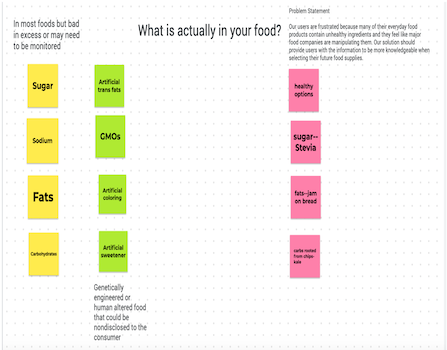 Problem Statement
In most foods but bad
in excess or may need
to be monitored
What is actually in your food?
Our users are frustrated because many of their everyday food
products contain unhealthy ingredients and they feel like major
food companies are manipulating them. Our solution should
provide users with the information to be more knowledgeable when
selecting their future food supplies.
Sugar
Artificial
trans fats
healthy
options
Sodium
GMOs
sugar--
Stevia
Fats
Artificial
coloring
fats--jam
on bread
Carbohydrates
Artificial
sweetener
carbs rooted
from chips-
kale
Genetically
engineered or
human altered food
that could be
nondisclosed to the
consumer